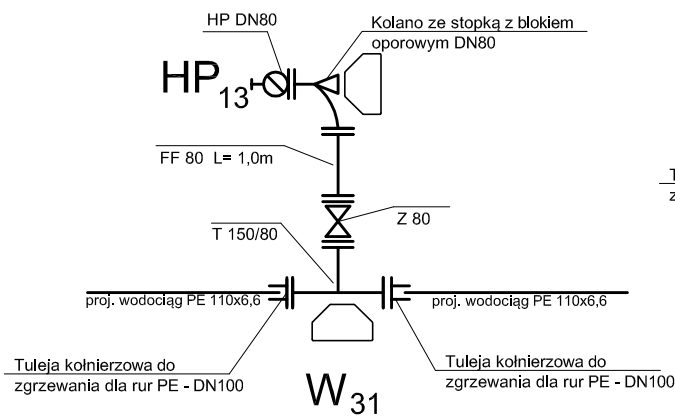 HP DN80
Kolano ze stopką z blokiem
oporowym DN80
HP13
FF 80 L= 1,0m
T 150/80
Z 80
proj. wodociąg PE 110x6,6
proj. wodociąg PE 110x6,6
Tuleja kołnierzowa do
zgrzewania dla rur PE - DN100
Tuleja kołnierzowa do
zgrzewania dla rur PE - DN100
W31